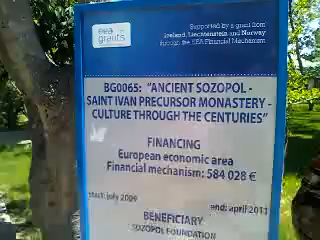 eea
grants
Supported by a grant from
Iceland, Liechtenstein and Norway
through the EEA Financial Mechanism
BG0065: "ANCIENT SOZOPOL -
SAINT IVAN PRECURSOR MONASTERY -
CULTURE THROUGH THE CENTURIES"
FINANCING
European economic area
Financial mechanism: 584 028 €
start: july 2009
end: april 2011
BENEFICIARY
SOZOPOL FOUNDATION